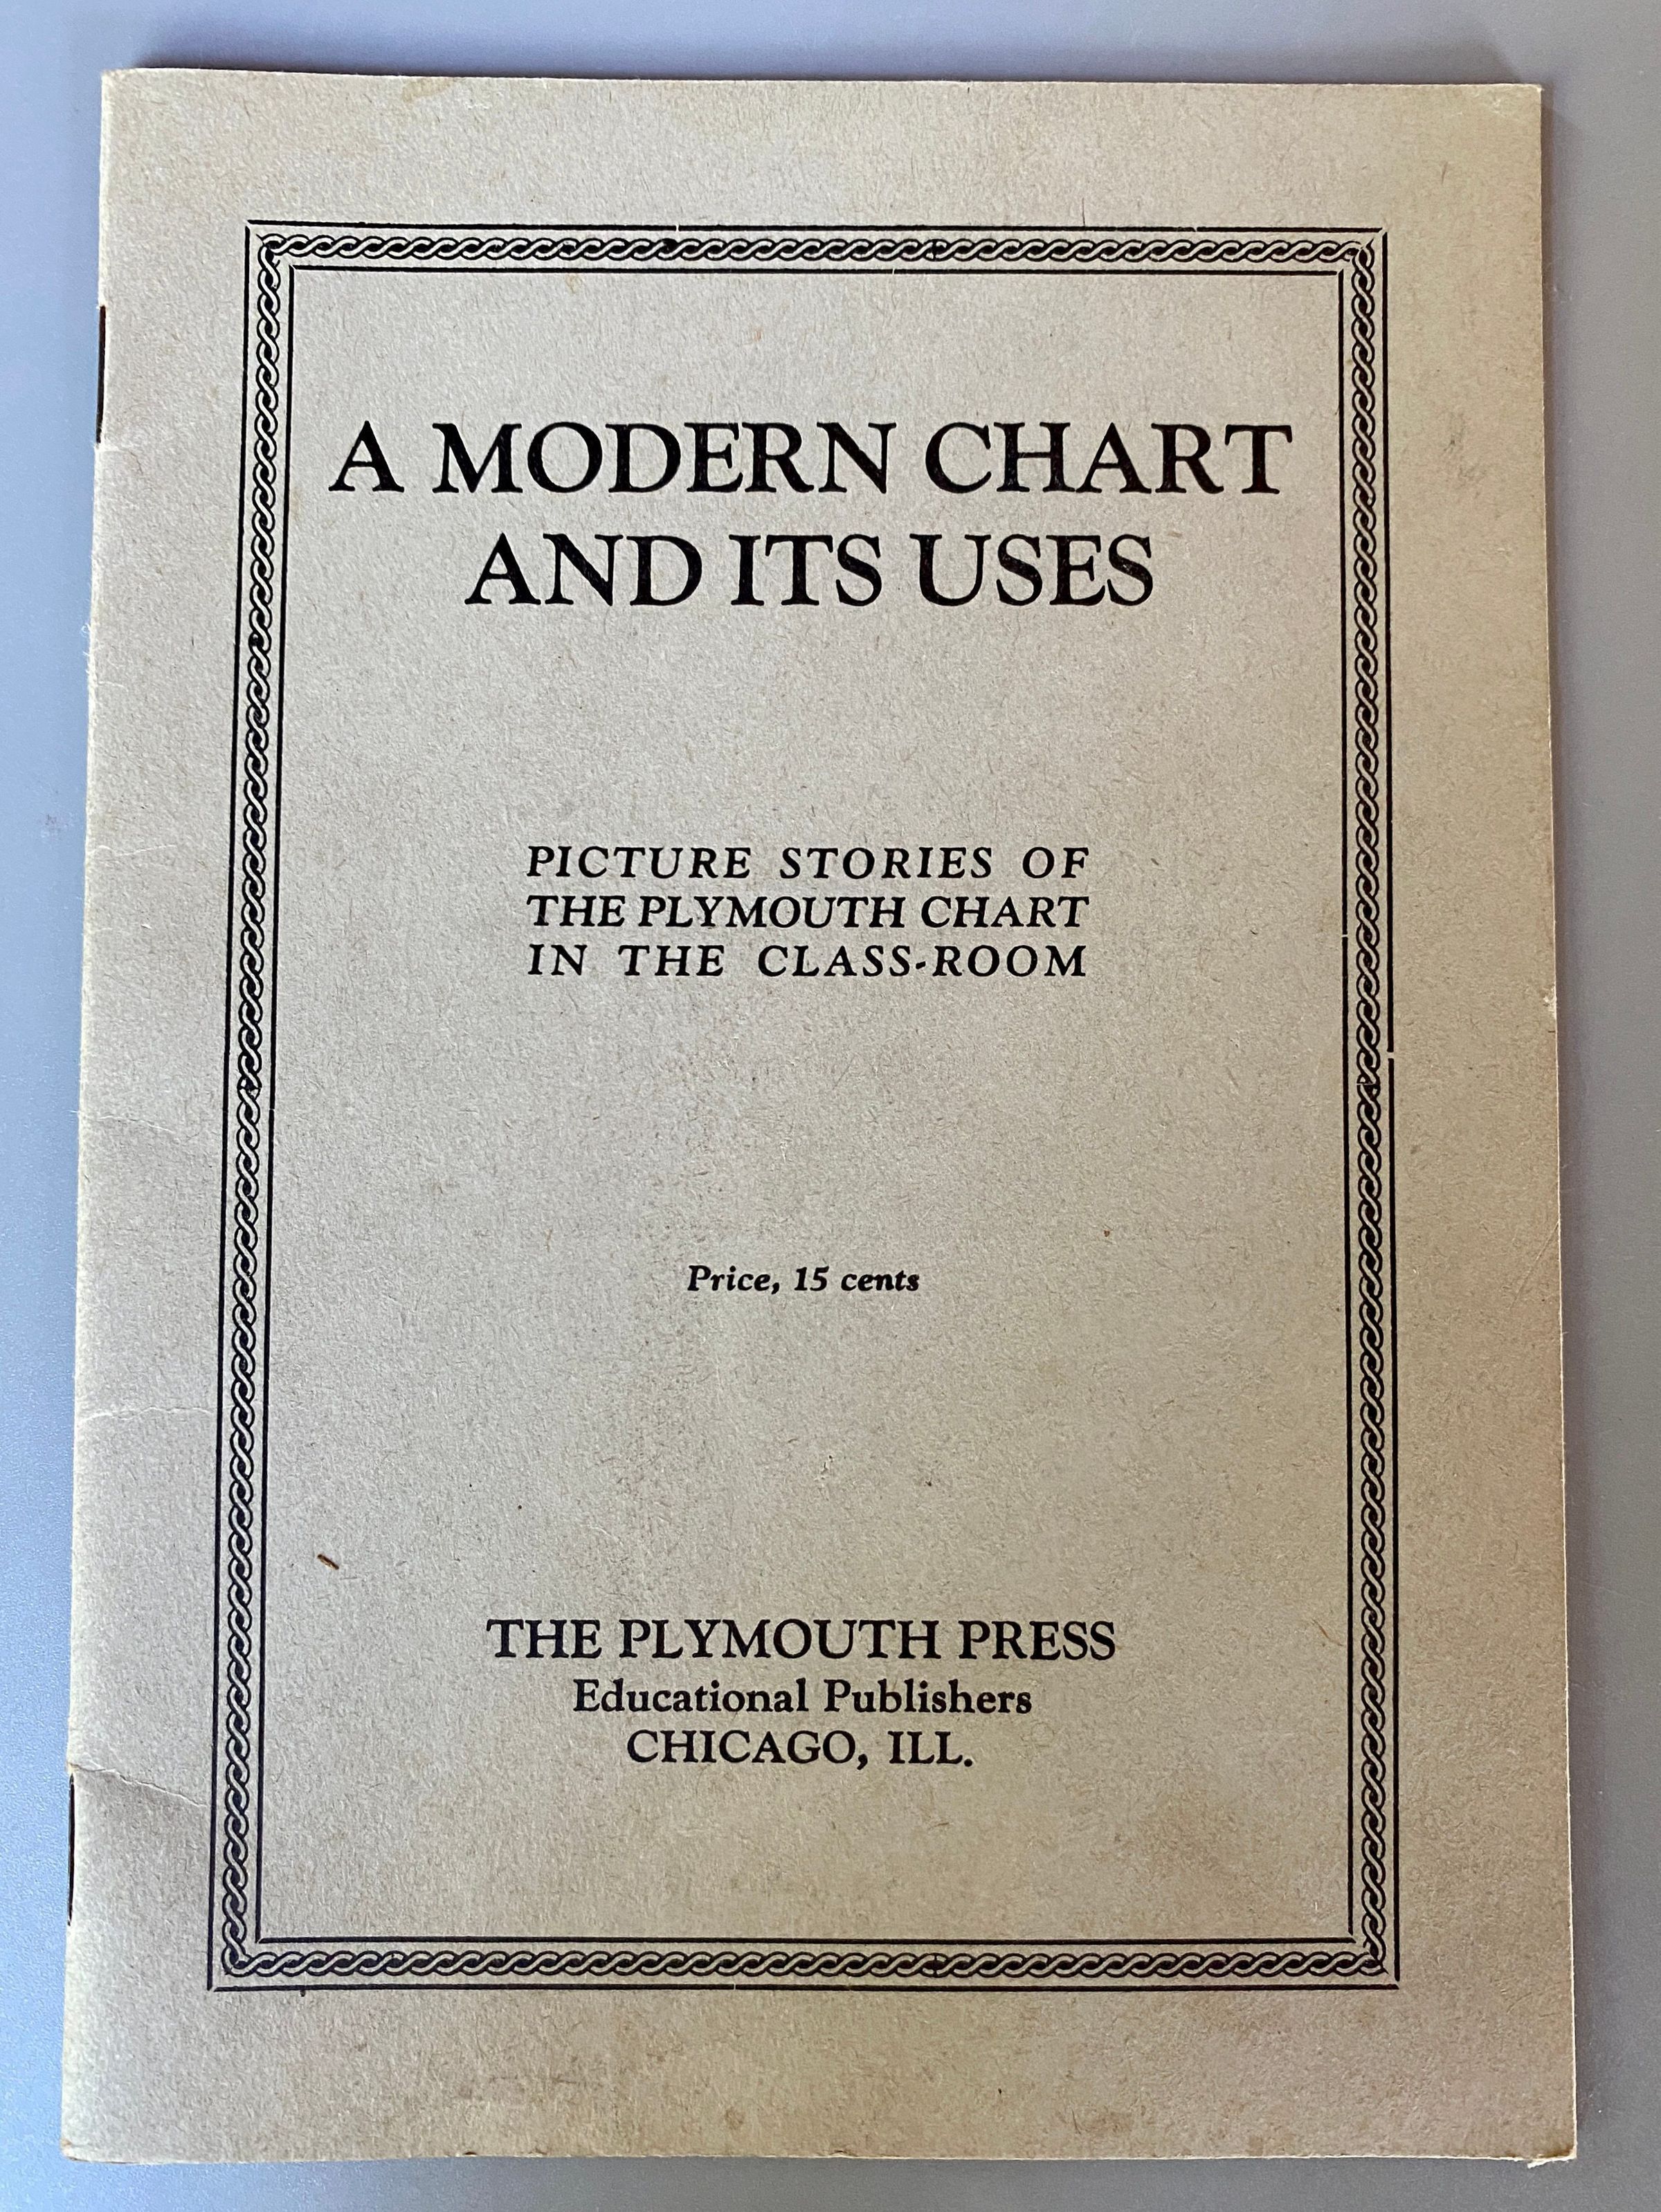 A MODERN CHART
AND ITS USES
PICTURE STORIES OF
THE PLYMOUTH CHART
IN THE CLASS-ROOM
Price, 15 cents
THE PLYMOUTH PRESS
Educational Publishers
CHICAGO, ILL.